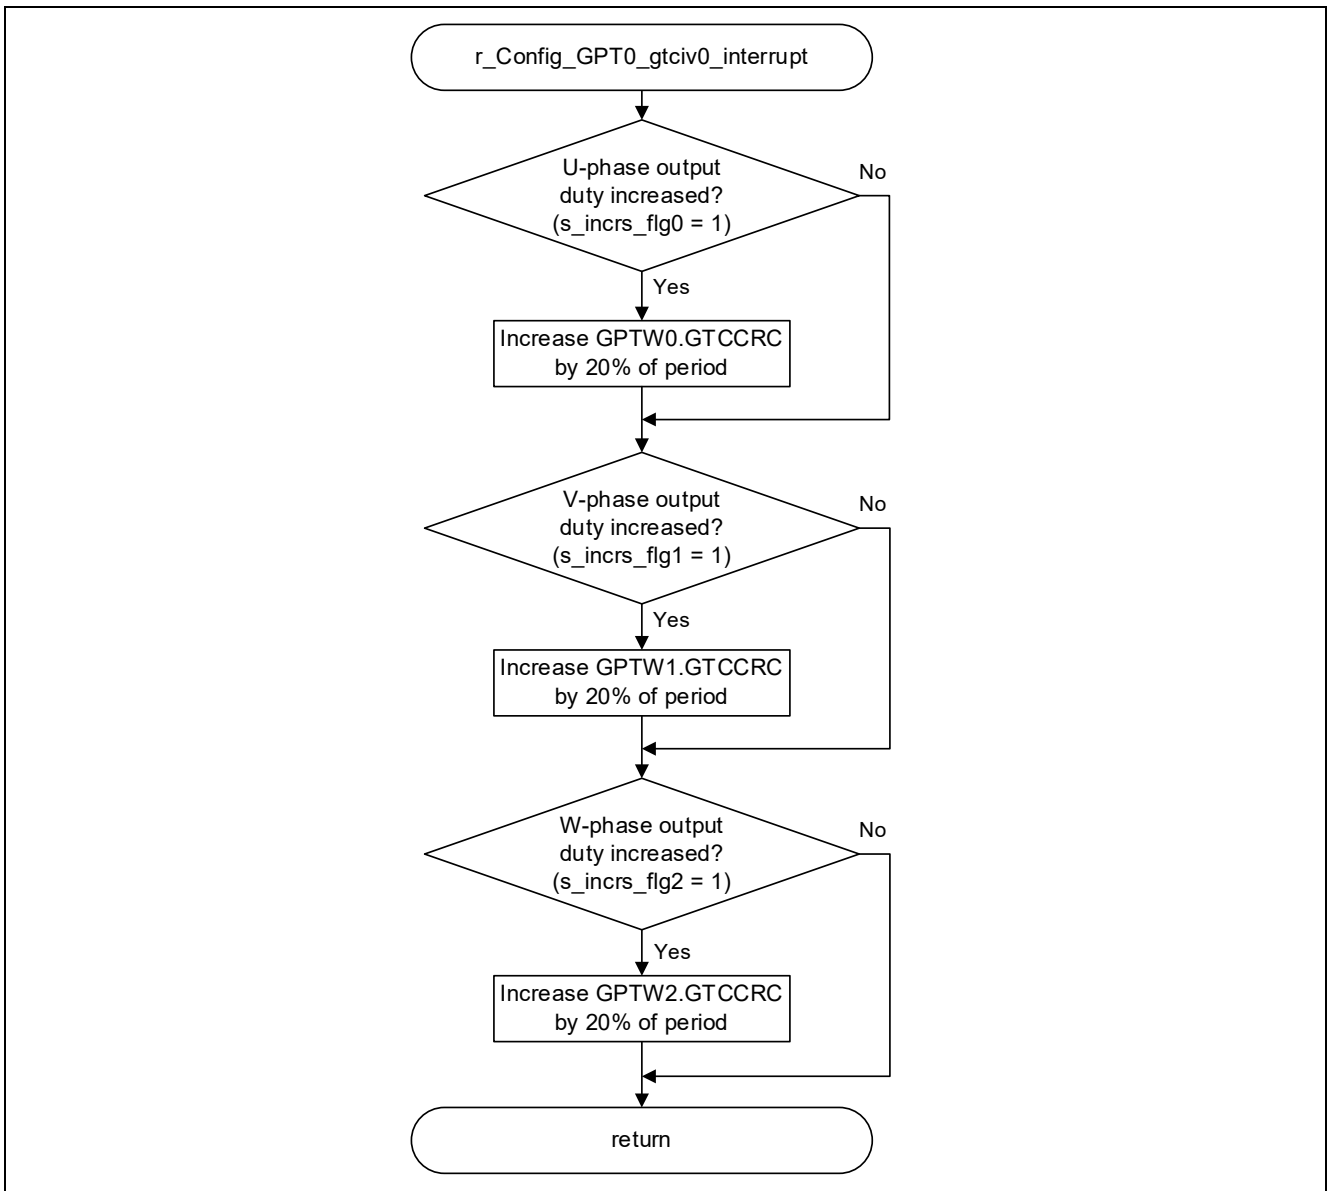 r_Config_GPT0_gtciv0_interrupt
U-phase output
duty increased?
(s_incrs_flg0 = 1)
No
Yes
Increase GPTW0.GTCCRC
by 20% of period
V-phase output
duty increased?
(s_incrs_flg1 = 1)
No
Yes
Increase GPTW1.GTCCRC
by 20% of period
W-phase output
duty increased?
(s_incrs_flg2 = 1)
No
Yes
Increase GPTW2.GTCCRC
by 20% of period
return